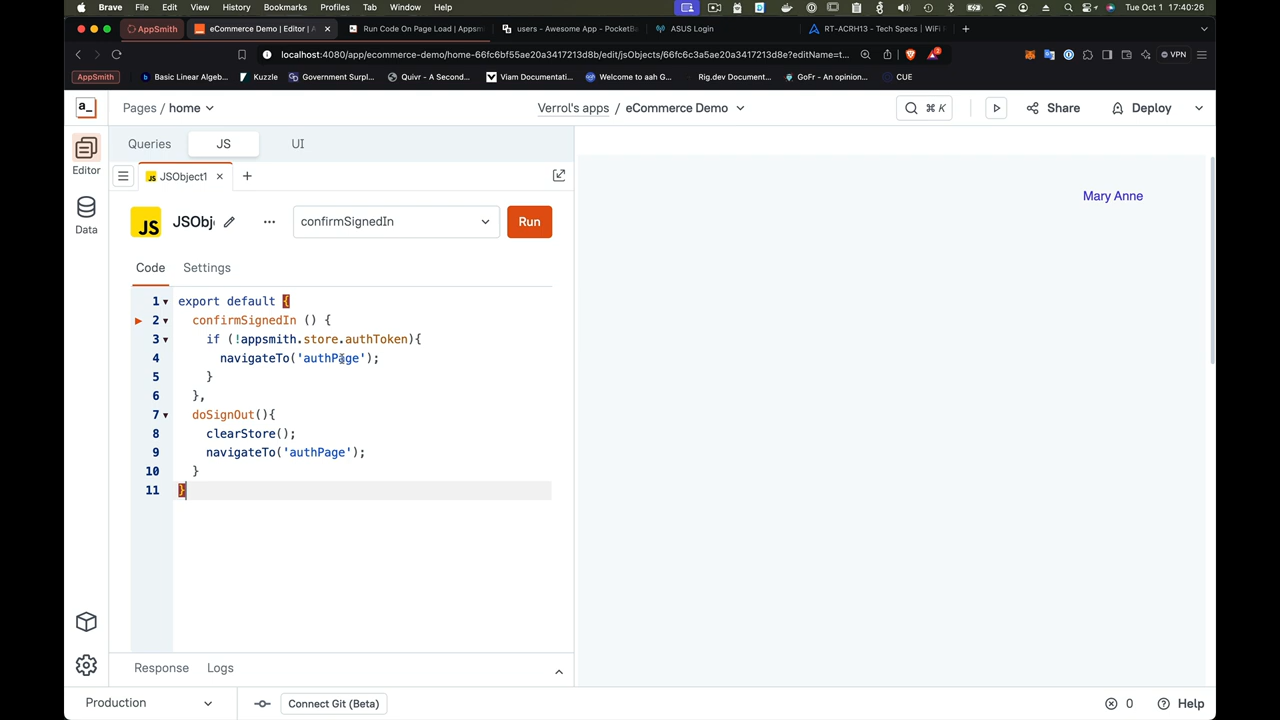 Brave File Edit View History Bookmarks Profiles Tab Window Help Tue Oct 1 17:40:26
AppSmith eCommerce Demo | Editor | A Run Code On Page Load | Appsmi users - Awesome App - PocketBa ASUS Login RT-ACRH13 - Tech Specs | WiFi
localhost:4080/app/ecommerce-demo/home-66fc6bf55ae20a3417213d8b/edit/jsObjects/66fc6c3a5ae20a3417213d8e?editName=t... 2 VPN
AppSmith Basic Linear Algeb... Kuzzle Government Surpl... Quivr - A Second... Viam Documentati... Welcome to aah G... Rig.dev Document... GoFr - An opinion... CUE
a_ Pages / home Verrol's apps / eCommerce Demo ⌘ K Share Deploy
Queries JS UI
Editor
JSObject1 × +
Data
JS JSObj ... confirmSignedIn Run
Mary Anne
Code Settings
1 export default {
2 confirmSignedIn () {
3 if (!appsmith.store.authToken){
4 navigateTo('authPage');
5 }
6 },
7 doSignOut(){
8 clearStore();
9 navigateTo('authPage');
10 }
11 }
Response Logs
Production Connect Git (Beta) 0 Help